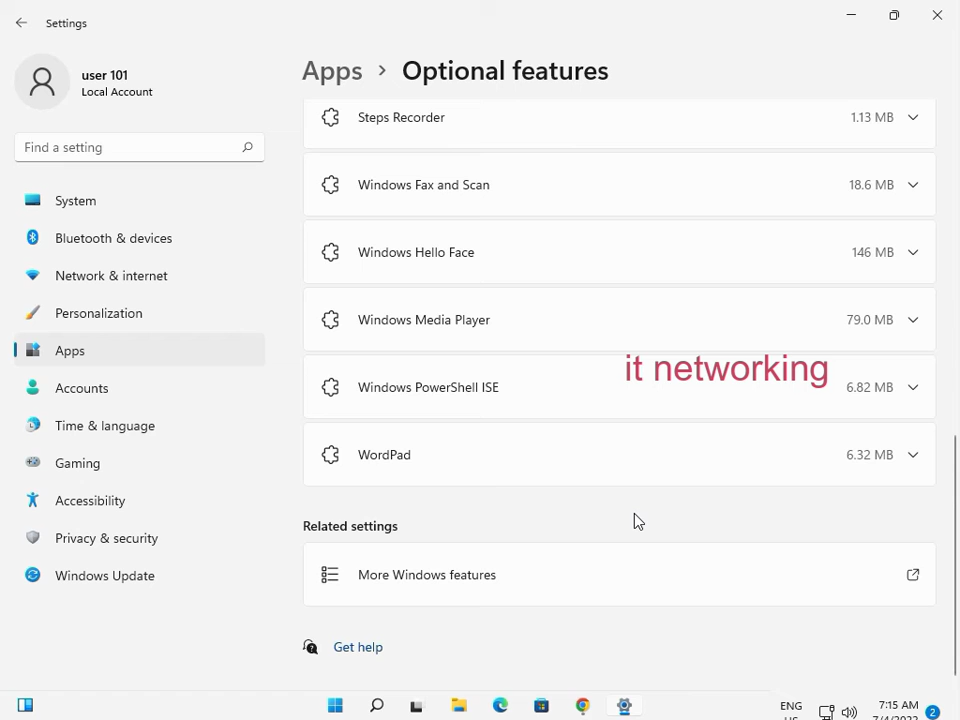 Settings
user 101
Local Account
Find a setting
System
Bluetooth & devices
Network & internet
Personalization
Apps
Accounts
Time & language
Gaming
Accessibility
Privacy & security
Windows Update
Apps > Optional features
Steps Recorder 1.13 MB
Windows Fax and Scan 18.6 MB
Windows Hello Face 146 MB
Windows Media Player 79.0 MB
it networking
Windows PowerShell ISE 6.82 MB
WordPad 6.32 MB
Related settings
More Windows features
Get help
ENG 7:15 AM
2